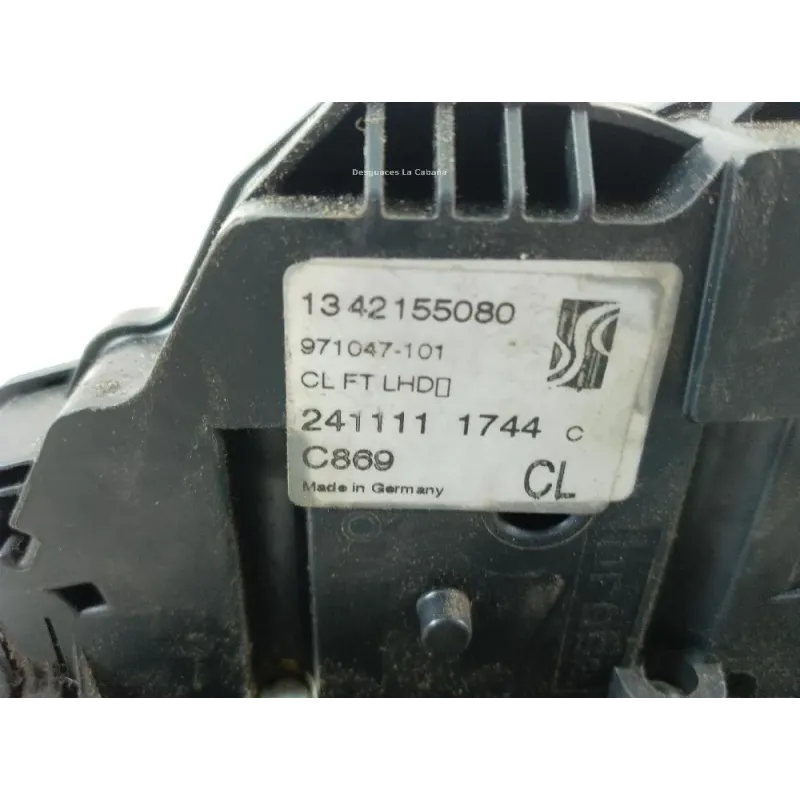 Desguaces La Cabaña
1342155080
971047-101
CL FT LHD▯
241111 1744 C
C869
Made in Germany
CL